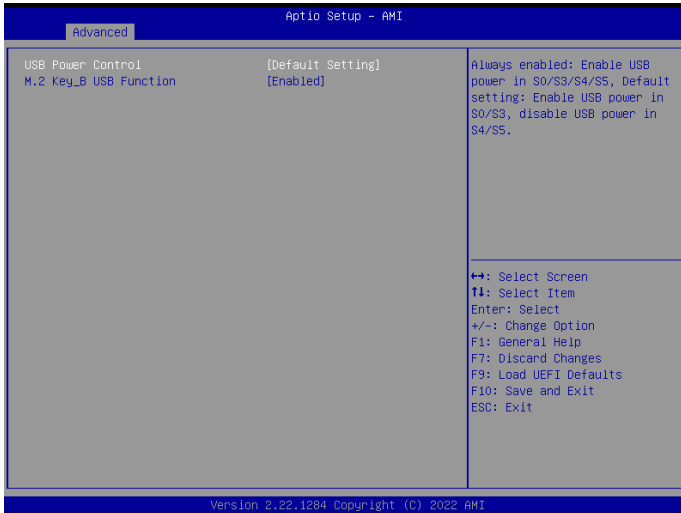 Aptio Setup – AMI
Advanced
USB Power Control [Default Setting]
M.2 Key_B USB Function [Enabled]
Always enabled: Enable USB
power in S0/S3/S4/S5, Default
setting: Enable USB power in
S0/S3, disable USB power in
S4/S5.
↔: Select Screen
↑↓: Select Item
Enter: Select
+/-: Change Option
F1: General Help
F7: Discard Changes
F9: Load UEFI Defaults
F10: Save and Exit
ESC: Exit
Version 2.22.1284 Copyright (C) 2022 AMI